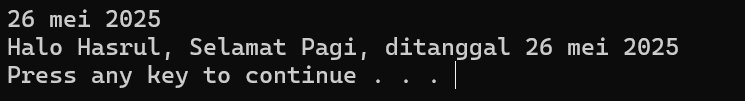 26 mei 2025
Halo Hasrul, Selamat Pagi, ditanggal 26 mei 2025
Press any key to continue . . .